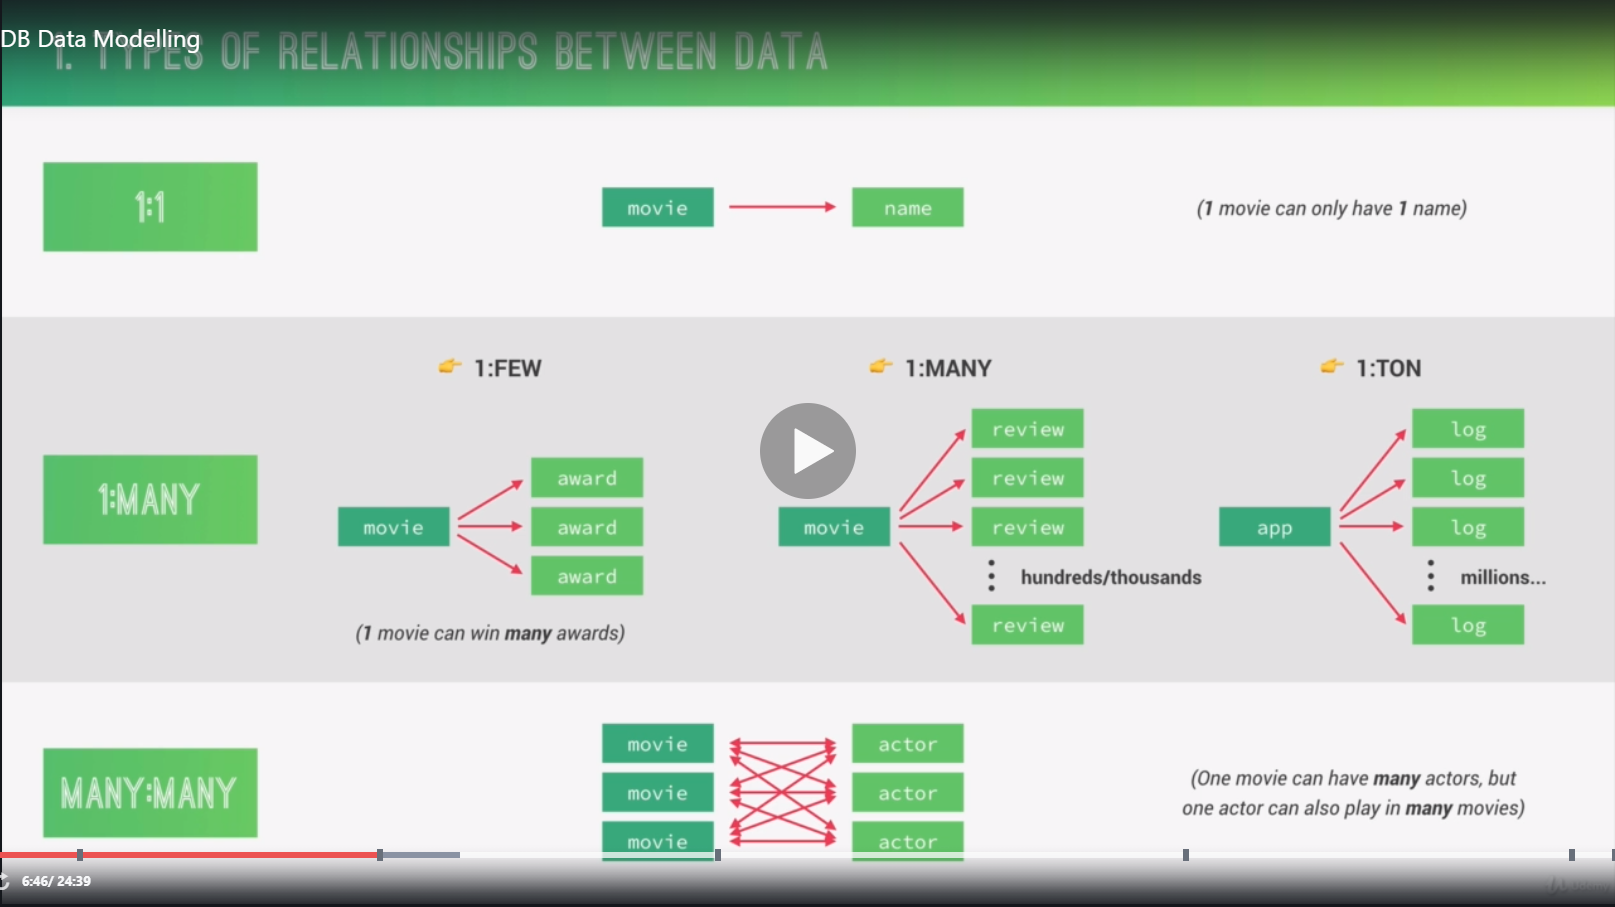 DB Data Modelling
1. TYPES OF RELATIONSHIPS BETWEEN DATA
1:1
movie
name
(1 movie can only have 1 name)
1:MANY
1:FEW
movie
award
award
award
(1 movie can win many awards)
1:MANY
movie
review
review
review
hundreds/thousands
review
1:TON
app
log
log
log
millions...
log
MANY:MANY
movie
movie
movie
actor
actor
actor
(One movie can have many actors, but
one actor can also play in many movies)
6:46/ 24:39